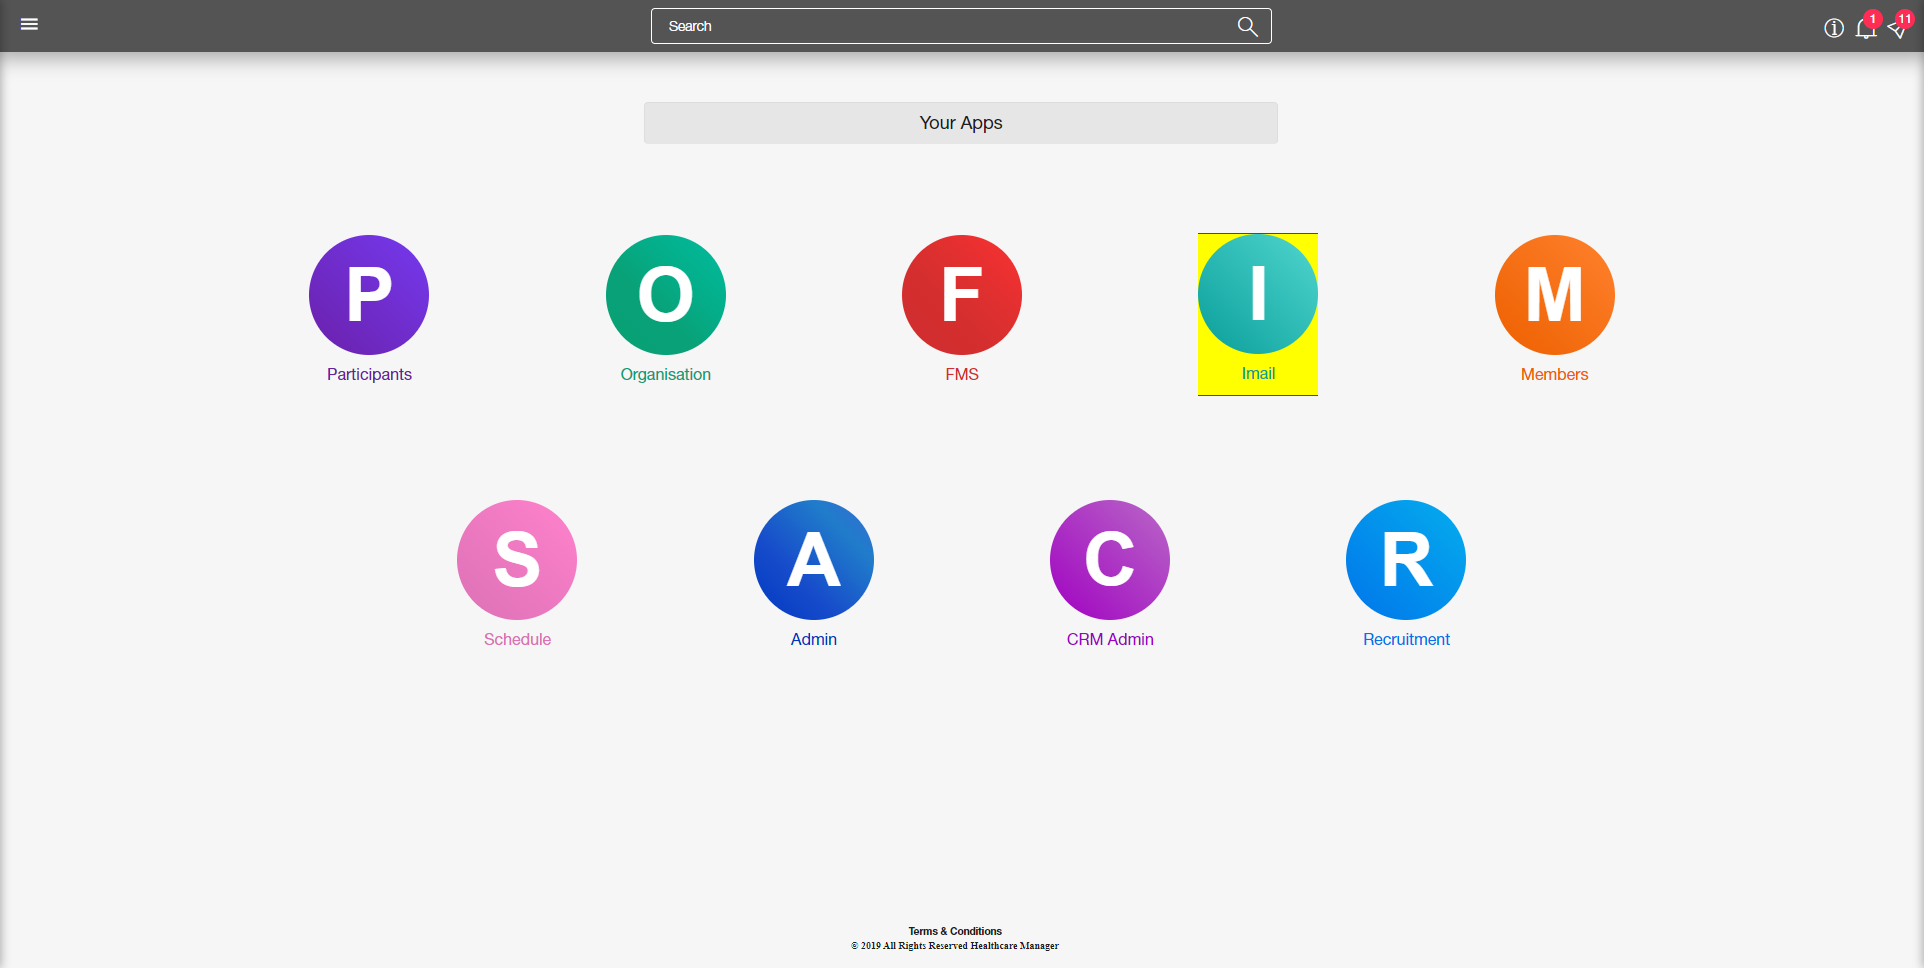 Search
1
11
Your Apps
P
O
F
I
M
Participants
Organisation
FMS
Imail
Members
S
A
C
R
Schedule
Admin
CRM Admin
Recruitment
Terms & Conditions
© 2019 All Rights Reserved Healthcare Manager